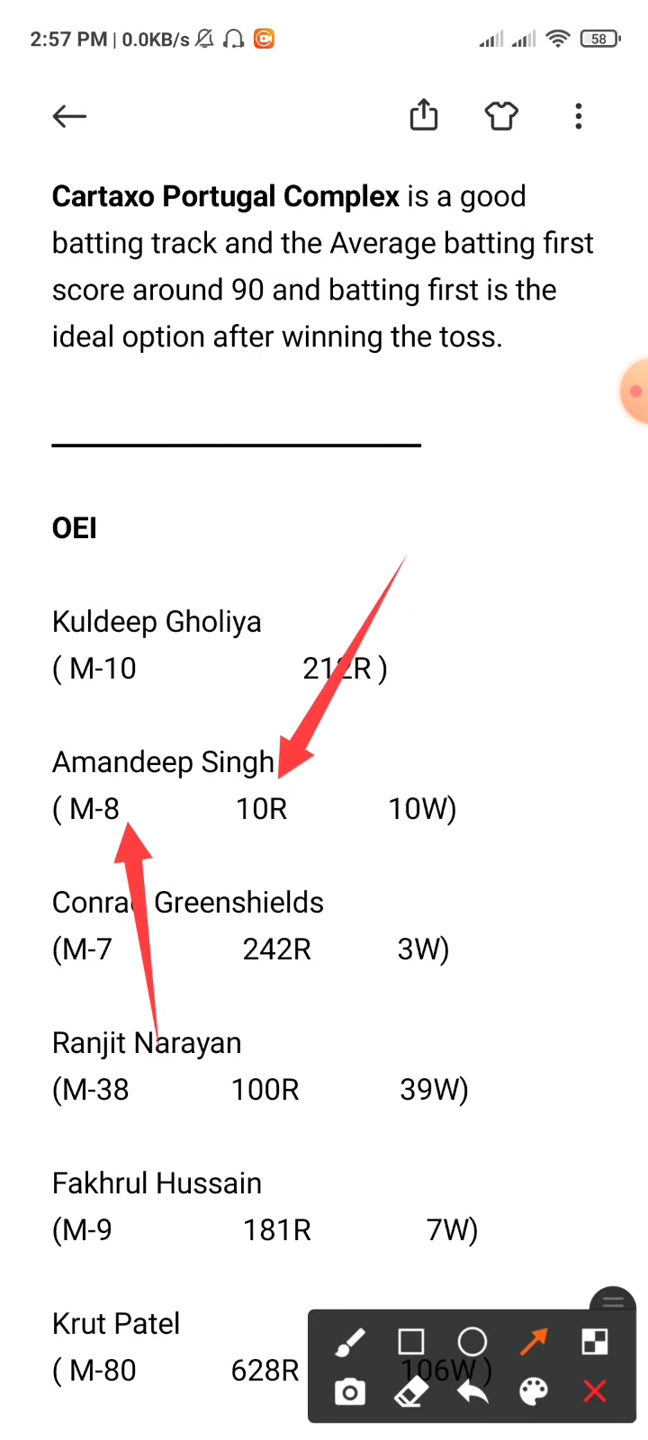 2:57 PM | 0.0KB/s
58
Cartaxo Portugal Complex is a good
batting track and the Average batting first
score around 90 and batting first is the
ideal option after winning the toss.
OEI
Kuldeep Gholiya
( M-10 212R )
Amandeep Singh
( M-8 10R 10W)
Conrad Greenshields
(M-7 242R 3W)
Ranjit Narayan
(M-38 100R 39W)
Fakhrul Hussain
(M-9 181R 7W)
Krut Patel
( M-80 628R 106W )